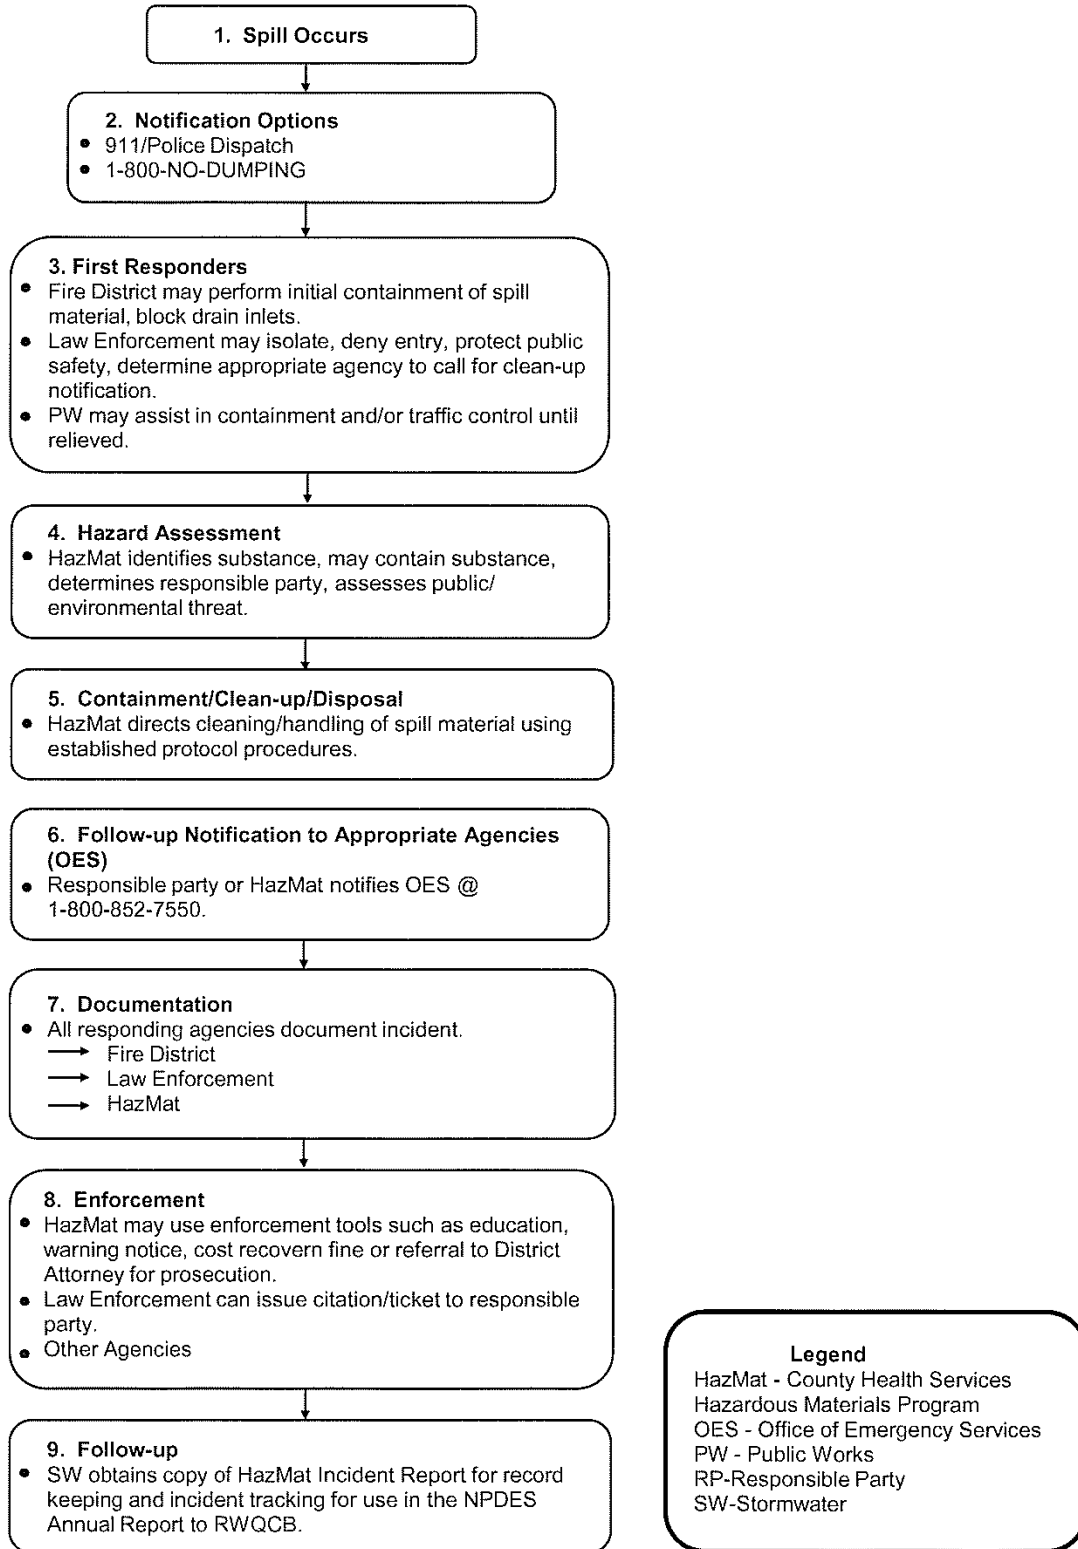 1. Spill Occurs
2. Notification Options
• 911/Police Dispatch
• 1-800-NO-DUMPING
3. First Responders
• Fire District may perform initial containment of spill
material, block drain inlets.
• Law Enforcement may isolate, deny entry, protect public
safety, determine appropriate agency to call for clean-up
notification.
• PW may assist in containment and/or traffic control until
relieved.
4. Hazard Assessment
• HazMat identifies substance, may contain substance,
determines responsible party, assesses public/
environmental threat.
5. Containment/Clean-up/Disposal
• HazMat directs cleaning/handling of spill material using
established protocol procedures.
6. Follow-up Notification to Appropriate Agencies
(OES)
• Responsible party or HazMat notifies OES @
1-800-852-7550.
7. Documentation
• All responding agencies document incident.
→ Fire District
→ Law Enforcement
→ HazMat
8. Enforcement
• HazMat may use enforcement tools such as education,
warning notice, cost recovern fine or referral to District
Attorney for prosecution.
• Law Enforcement can issue citation/ticket to responsible
party.
• Other Agencies
9. Follow-up
• SW obtains copy of HazMat Incident Report for record
keeping and incident tracking for use in the NPDES
Annual Report to RWQCB.
Legend
HazMat - County Health Services
Hazardous Materials Program
OES - Office of Emergency Services
PW - Public Works
RP-Responsible Party
SW-Stormwater